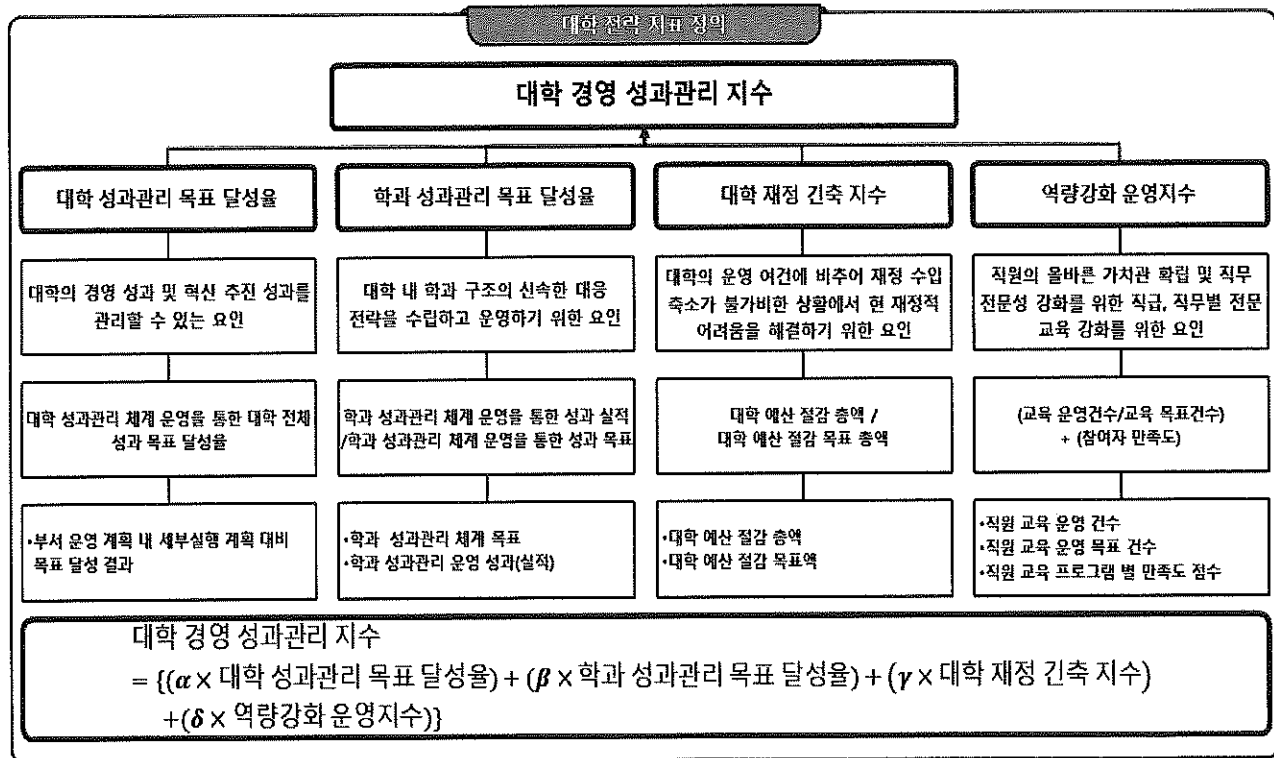 대학 전략 지표 정의
대학 경영 성과관리 지수
대학 성과관리 목표 달성율
학과 성과관리 목표 달성율
대학 재정 긴축 지수
역량강화 운영지수
대학의 경영 성과 및 혁신 추진 성과를
관리할 수 있는 요인
대학 내 학과 구조의 신속한 대응
전략을 수립하고 운영하기 위한 요인
대학의 운영 여건에 비추어 재정 수입
축소가 불가비한 상황에서 현 재정적
어려움을 해결하기 위한 요인
직원의 올바른 가치관 확립 및 직무
전문성 강화를 위한 직급, 직무별 전문
교육 강화를 위한 요인
대학 성과관리 체계 운영을 통한 대학 전체
성과 목표 달성율
학과 성과관리 체계 운영을 통한 성과 실적
/학과 성과관리 체계 운영을 통한 성과 목표
대학 예산 절감 총액 /
대학 예산 절감 목표 총액
(교육 운영건수/교육 목표건수)
+ (참여자 만족도)
•부서 운영 계획 내 세부실행 계획 대비
목표 달성 결과
•학과 성과관리 체계 목표
•학과 성과관리 운영 성과(실적)
•대학 예산 절감 총액
•대학 예산 절감 목표액
•직원 교육 운영 건수
•직원 교육 운영 목표 건수
•직원 교육 프로그램 별 만족도 점수
대학 경영 성과관리 지수
= {(α × 대학 성과관리 목표 달성율) + (β × 학과 성과관리 목표 달성율) + (γ × 대학 재정 긴축 지수)
+(δ × 역량강화 운영지수)}